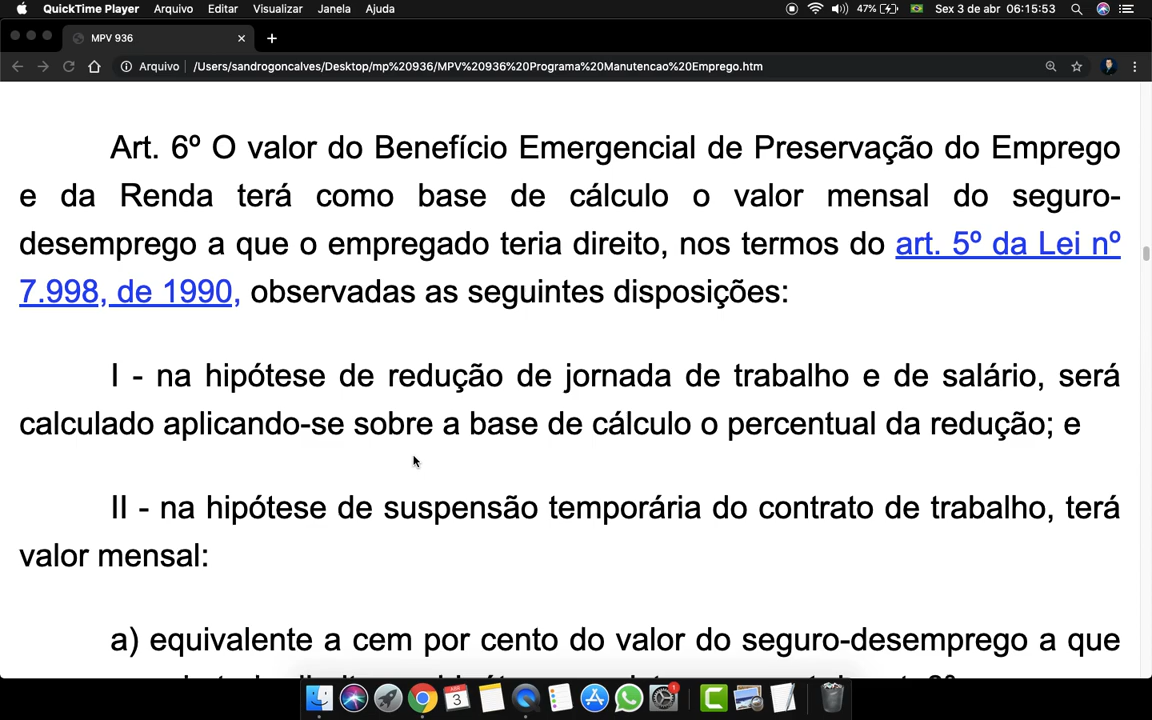 QuickTime Player Arquivo Editar Visualizar Janela Ajuda 47% Sex 3 de abr 06:15:53
MPV 936
Arquivo /Users/sandrogoncalves/Desktop/mp%20936/MPV%20936%20Programa%20Manutencao%20Emprego.htm
Art. 6º O valor do Benefício Emergencial de Preservação do Emprego
e da Renda terá como base de cálculo o valor mensal do seguro-
desemprego a que o empregado teria direito, nos termos do art. 5º da Lei nº
7.998, de 1990, observadas as seguintes disposições:
I - na hipótese de redução de jornada de trabalho e de salário, será
calculado aplicando-se sobre a base de cálculo o percentual da redução; e
II - na hipótese de suspensão temporária do contrato de trabalho, terá
valor mensal:
a) equivalente a cem por cento do valor do seguro-desemprego a que
ABR
3
1